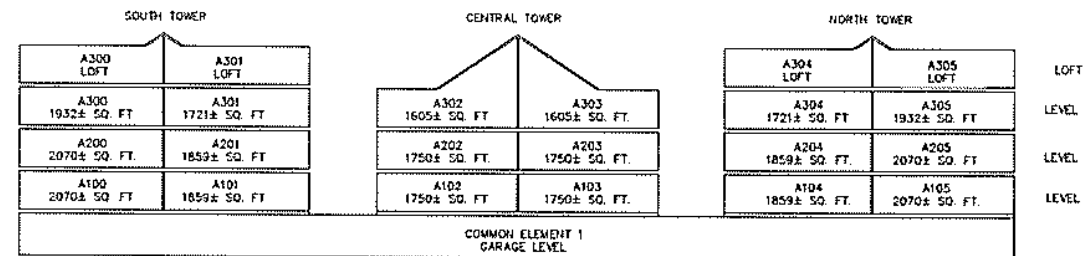 SOUTH TOWER CENTRAL TOWER NORTH TOWER
A300 A301 A304 A305
LOFT LOFT LOFT LOFT LOFT
A300 A301 A302 A303 A304 A305
1932± SQ. FT 1721± SQ. FT 1605± SQ. FT 1605± SQ. FT. 1721± SQ. FT 1932± SQ. FT LEVEL
A200 A201 A202 A203 A204 A205
2070± SQ. FT. 1859± SQ. FT 1750± SQ. FT. 1750± SQ. FT. 1859± SQ. FT 2070± SQ. FT. LEVEL
A100 A101 A102 A103 A104 A105
2070± SQ. FT 1859± SQ. FT 1750± SQ. FT 1750± SQ. FT. 1859± SQ. FT 2070± SQ. FT. LEVEL
COMMON ELEMENT 1
GARAGE LEVEL